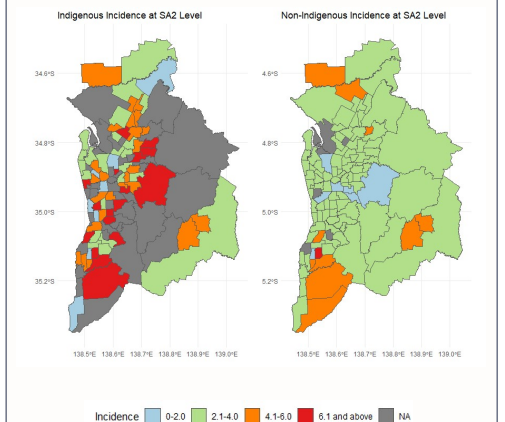 Indigenous Incidence at SA2 Level
Non-Indigenous Incidence at SA2 Level
34.6°S
34.8°S
35.0°S
35.2°S
4.6°S
4.8°S
5.0°S
5.2°S
138.5°E 138.6°E 138.7°E 138.8°E 138.9°E 139.0°E
138.5°E 138.6°E 138.7°E 138.8°E 138.9°E 139.0°E
Incidence 0-2.0 2.1-4.0 4.1-6.0 6.1 and above NA